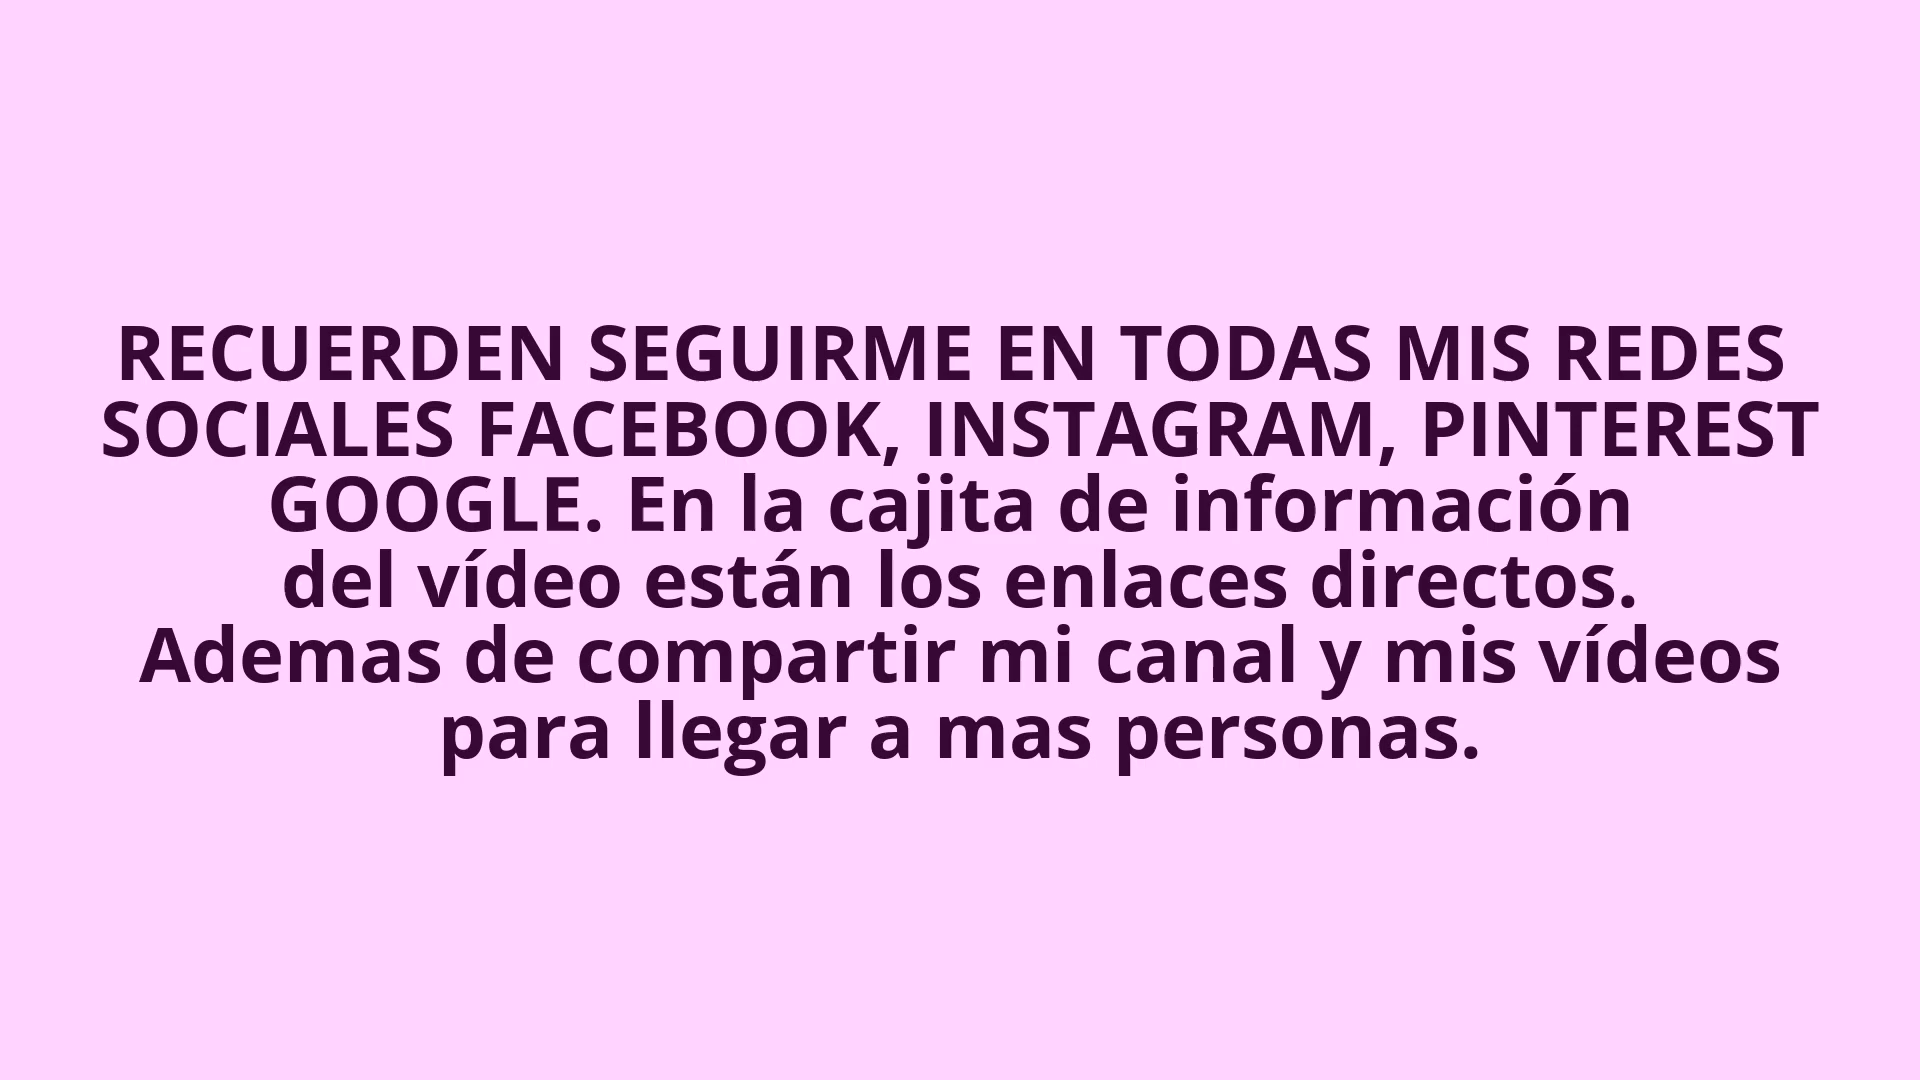 RECUERDEN SEGUIRME EN TODAS MIS REDES
SOCIALES FACEBOOK, INSTAGRAM, PINTEREST
GOOGLE. En la cajita de información
del vídeo están los enlaces directos.
Ademas de compartir mi canal y mis vídeos
para llegar a mas personas.